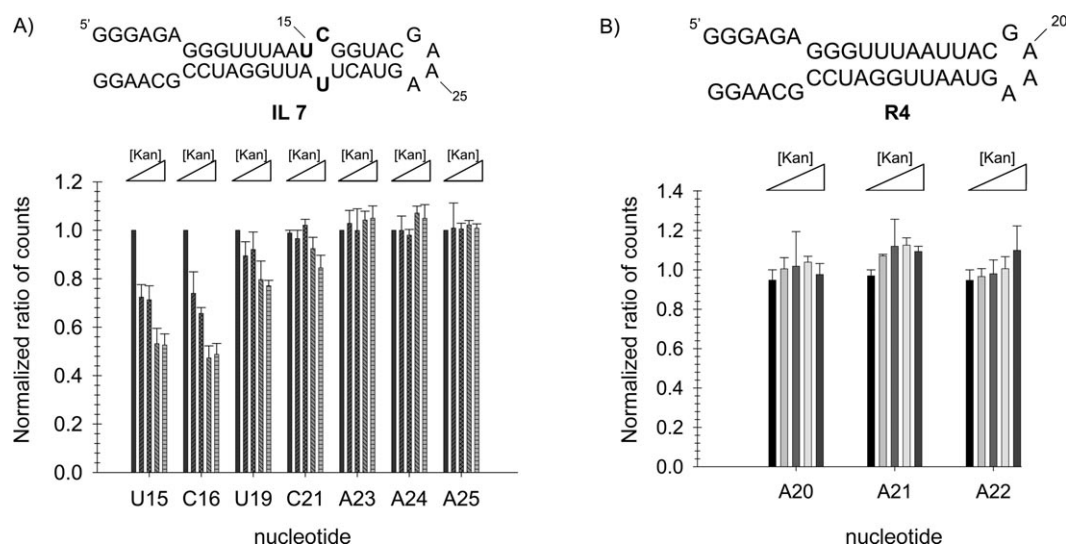 A)
5' GGGAGA GGGUUUAAU C GGUAC G A
15
GGAACG CCUAGGUUA U UCAUG A A
25
IL 7
[Kan] [Kan] [Kan] [Kan] [Kan] [Kan] [Kan]
Normalized ratio of counts
1.2
1.0
0.8
0.6
0.4
0.2
0.0
U15 C16 U19 C21 A23 A24 A25
nucleotide
B)
5' GGGAGA GGGUUUAAUUAC G A
20
GGAACG CCUAGGUUAAUG A A
R4
[Kan] [Kan] [Kan]
Normalized ratio of counts
1.4
1.2
1.0
0.8
0.6
0.4
0.2
0.0
A20 A21 A22
nucleotide